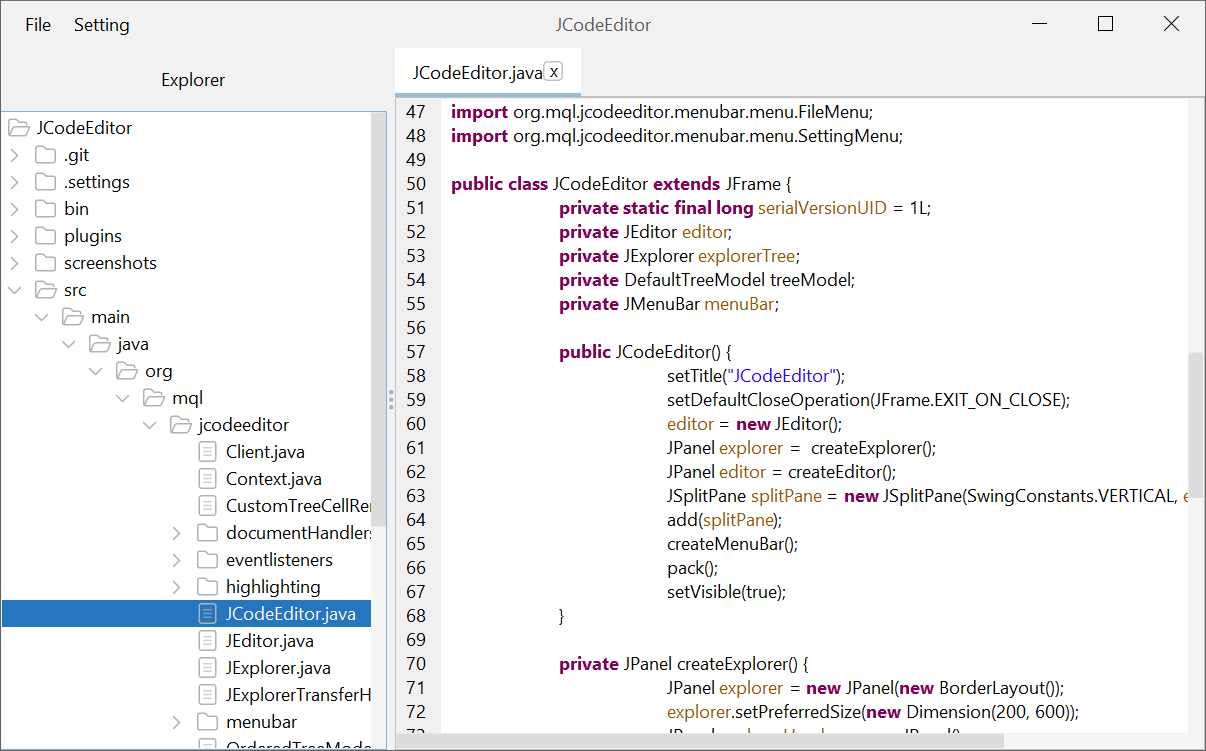 File Setting JCodeEditor
Explorer
JCodeEditor.java x
JCodeEditor
.git
.settings
bin
plugins
screenshots
src
main
java
org
mql
jcodeeditor
Client.java
Context.java
CustomTreeCellRe
documentHandlers
eventlisteners
highlighting
JCodeEditor.java
JEditor.java
JExplorer.java
JExplorerTransferH
menubar
OrderedTreeMode
47 import org.mql.jcodeeditor.menubar.menu.FileMenu;
48 import org.mql.jcodeeditor.menubar.menu.SettingMenu;
49
50 public class JCodeEditor extends JFrame {
51 private static final long serialVersionUID = 1L;
52 private JEditor editor;
53 private JExplorer explorerTree;
54 private DefaultTreeModel treeModel;
55 private JMenuBar menuBar;
56
57 public JCodeEditor() {
58 setTitle("JCodeEditor");
59 setDefaultCloseOperation(JFrame.EXIT_ON_CLOSE);
60 editor = new JEditor();
61 JPanel explorer =  createExplorer();
62 JPanel editor = createEditor();
63 JSplitPane splitPane = new JSplitPane(SwingConstants.VERTICAL, e
64 add(splitPane);
65 createMenuBar();
66 pack();
67 setVisible(true);
68 }
69
70 private JPanel createExplorer() {
71 JPanel explorer = new JPanel(new BorderLayout());
72 explorer.setPreferredSize(new Dimension(200, 600));
73